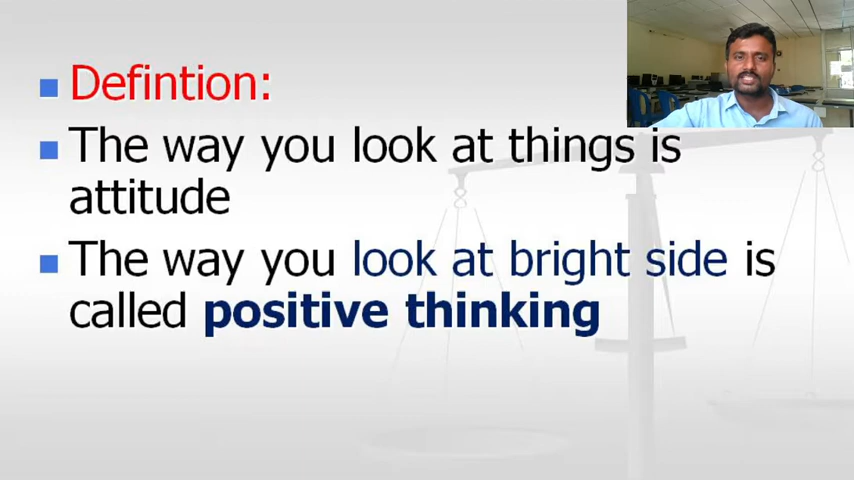 Defintion:
The way you look at things is
attitude
The way you look at bright side is
called positive thinking